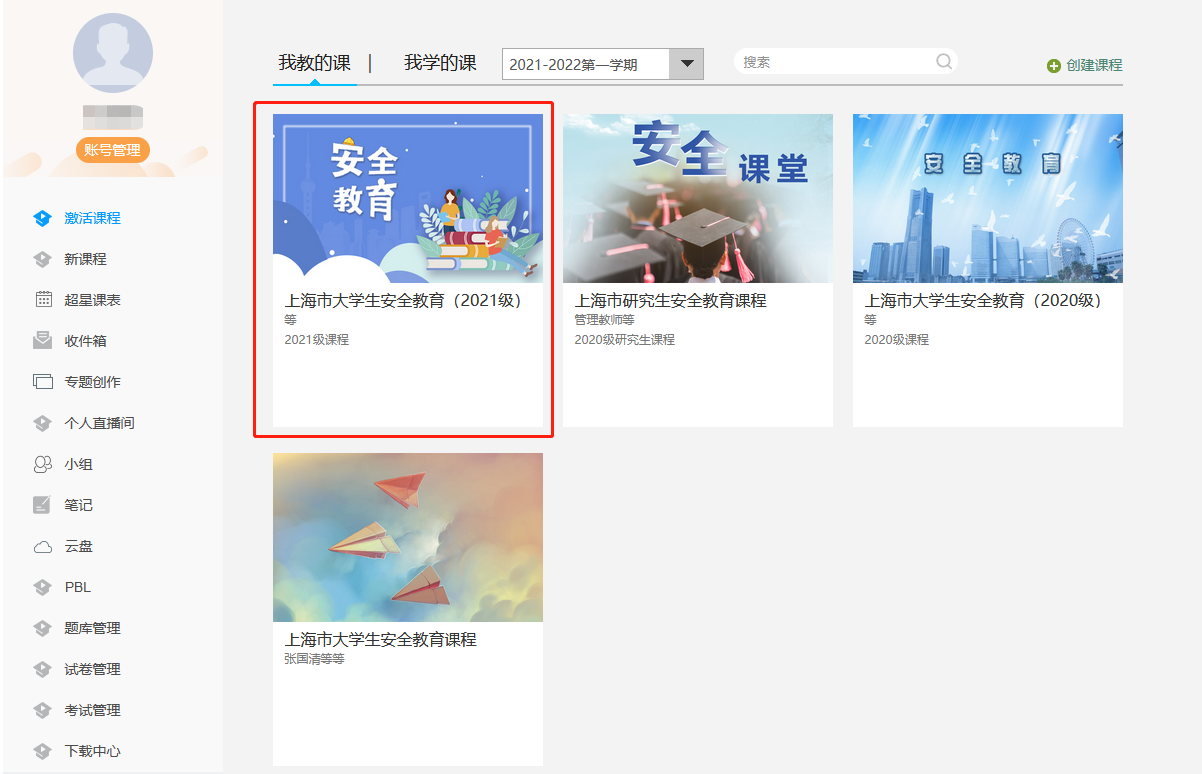 账号管理
激活课程
新课程
超星课表
收件箱
专题创作
个人直播间
小组
笔记
云盘
PBL
题库管理
试卷管理
考试管理
下载中心
我教的课 | 我学的课
2021-2022第一学期
搜索
创建课程
安全
教育
上海市大学生安全教育（2021级）
等
2021级课程
安全课堂
上海市研究生安全教育课程
管理教师等
2020级研究生课程
安全教育
上海市大学生安全教育（2020级）
等
2020级课程
上海市大学生安全教育课程
张国清等等